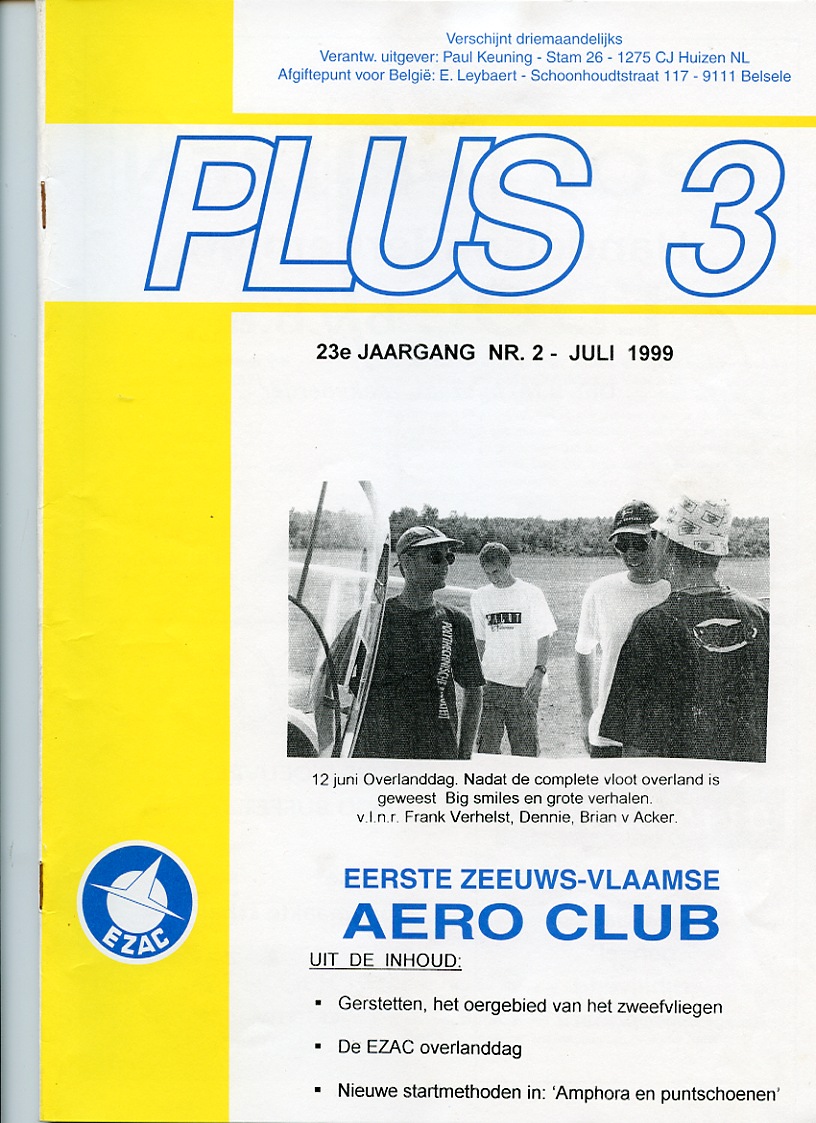 Verschijnt driemaandelijks
Verantw. uitgever: Paul Keuning - Stam 26 - 1275 CJ Huizen NL
Afgiftepunt voor België: E. Leybaert - Schoonhoudtstraat 117 - 9111 Belsele
PLUS 3
23e JAARGANG NR. 2 - JULI 1999
12 juni Overlanddag. Nadat de complete vloot overland is
geweest Big smiles en grote verhalen.
v.l.n.r. Frank Verhelst, Dennie, Brian v Acker.
EZAC
EERSTE ZEEUWS-VLAAMSE
AERO CLUB
UIT DE INHOUD:
▪ Gerstetten, het oergebied van het zweefvliegen
▪ De EZAC overlanddag
▪ Nieuwe startmethoden in: ‘Amphora en puntschoenen’